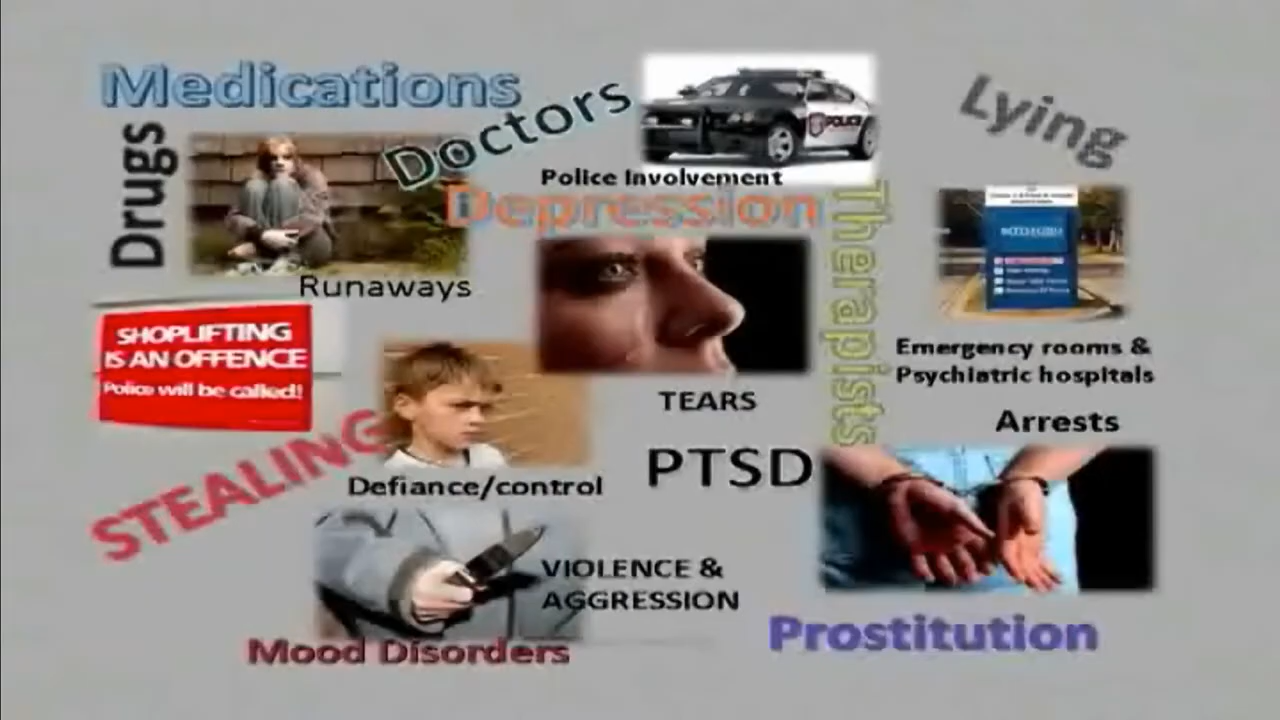 Medications
Doctors
Drugs
POLICE
Lying
Police Involvement
Depression
Therapists
Runaways
SHOPLIFTING
IS AN OFFENCE
Police will be called!
Emergency rooms &
Psychiatric hospitals
TEARS
Arrests
STEALING
PTSD
Defiance/control
VIOLENCE &
AGGRESSION
Prostitution
Mood Disorders